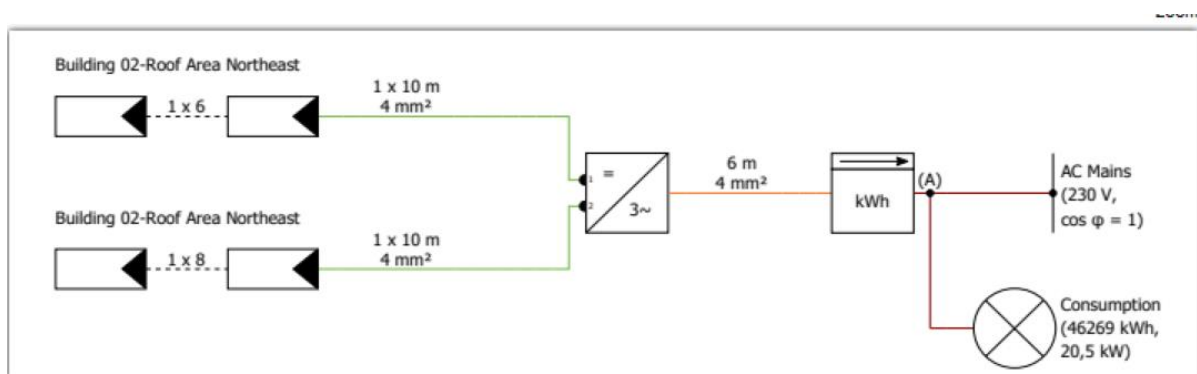 Building 02-Roof Area Northeast
1 x 6
1 x 10 m
4 mm²
Building 02-Roof Area Northeast
1 x 8
1 x 10 m
4 mm²
1
2
=
3~
6 m
4 mm²
kWh
(A)
AC Mains
(230 V,
cos φ = 1)
Consumption
(46269 kWh,
20,5 kW)